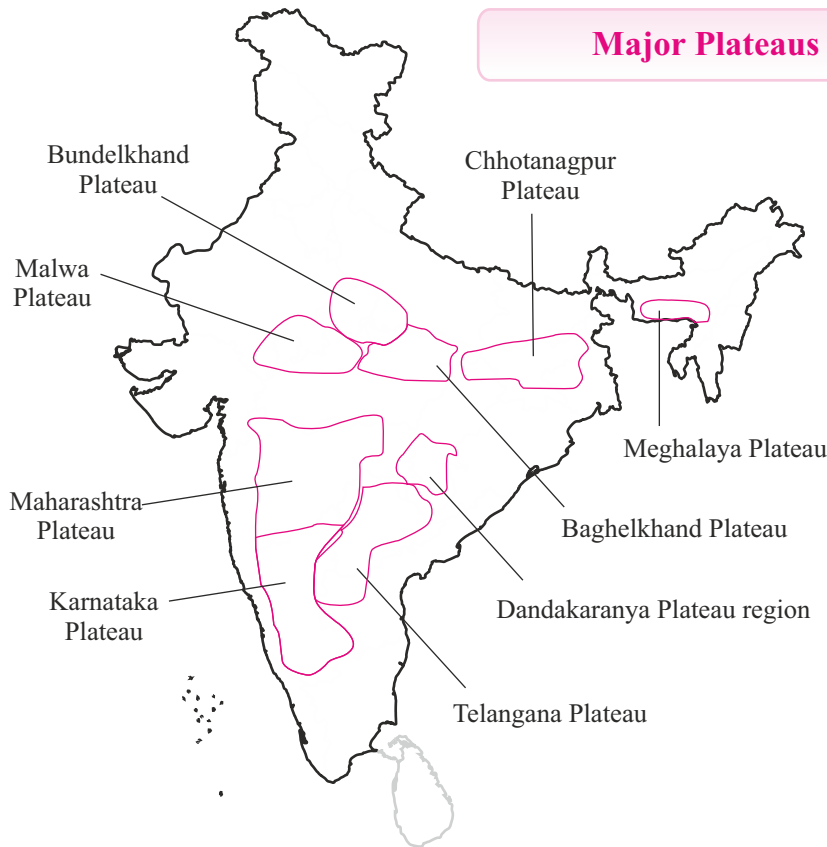 Major Plateaus
Bundelkhand
Plateau
Chhotanagpur
Plateau
Malwa
Plateau
Meghalaya Plateau
Maharashtra
Plateau
Baghelkhand Plateau
Karnataka
Plateau
Dandakaranya Plateau region
Telangana Plateau